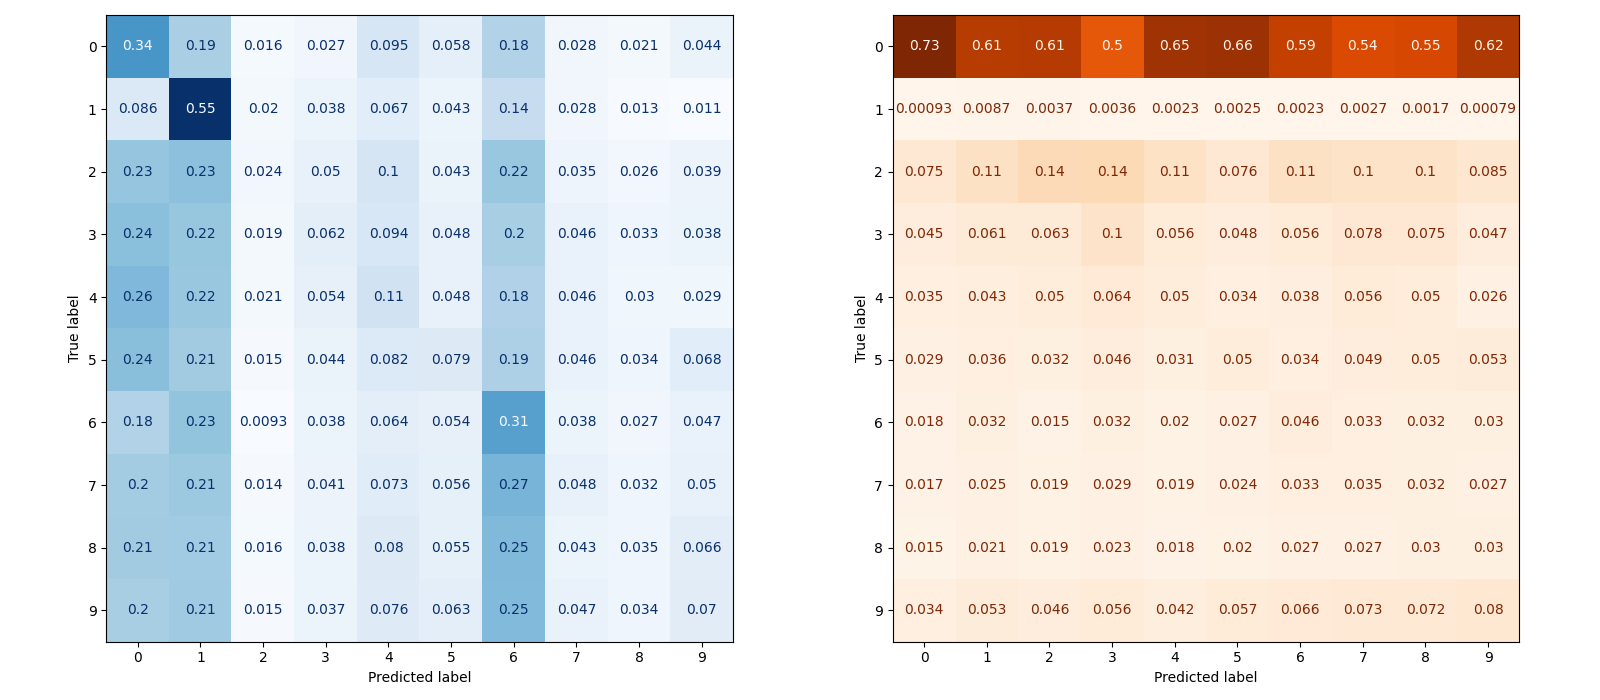 0 0.34 0.19 0.016 0.027 0.095 0.058 0.18 0.028 0.021 0.044
1 0.086 0.55 0.02 0.038 0.067 0.043 0.14 0.028 0.013 0.011
2 0.23 0.23 0.024 0.05 0.1 0.043 0.22 0.035 0.026 0.039
3 0.24 0.22 0.019 0.062 0.094 0.048 0.2 0.046 0.033 0.038
4 0.26 0.22 0.021 0.054 0.11 0.048 0.18 0.046 0.03 0.029
5 0.24 0.21 0.015 0.044 0.082 0.079 0.19 0.046 0.034 0.068
6 0.18 0.23 0.0093 0.038 0.064 0.054 0.31 0.038 0.027 0.047
7 0.2 0.21 0.014 0.041 0.073 0.056 0.27 0.048 0.032 0.05
8 0.21 0.21 0.016 0.038 0.08 0.055 0.25 0.043 0.035 0.066
9 0.2 0.21 0.015 0.037 0.076 0.063 0.25 0.047 0.034 0.07
0 1 2 3 4 5 6 7 8 9
Predicted label
True label
0 0.73 0.61 0.61 0.5 0.65 0.66 0.59 0.54 0.55 0.62
1 0.00093 0.0087 0.0037 0.0036 0.0023 0.0025 0.0023 0.0027 0.0017 0.00079
2 0.075 0.11 0.14 0.14 0.11 0.076 0.11 0.1 0.1 0.085
3 0.045 0.061 0.063 0.1 0.056 0.048 0.056 0.078 0.075 0.047
4 0.035 0.043 0.05 0.064 0.05 0.034 0.038 0.056 0.05 0.026
5 0.029 0.036 0.032 0.046 0.031 0.05 0.034 0.049 0.05 0.053
6 0.018 0.032 0.015 0.032 0.02 0.027 0.046 0.033 0.032 0.03
7 0.017 0.025 0.019 0.029 0.019 0.024 0.033 0.035 0.032 0.027
8 0.015 0.021 0.019 0.023 0.018 0.02 0.027 0.027 0.03 0.03
9 0.034 0.053 0.046 0.056 0.042 0.057 0.066 0.073 0.072 0.08
0 1 2 3 4 5 6 7 8 9
Predicted label
True label